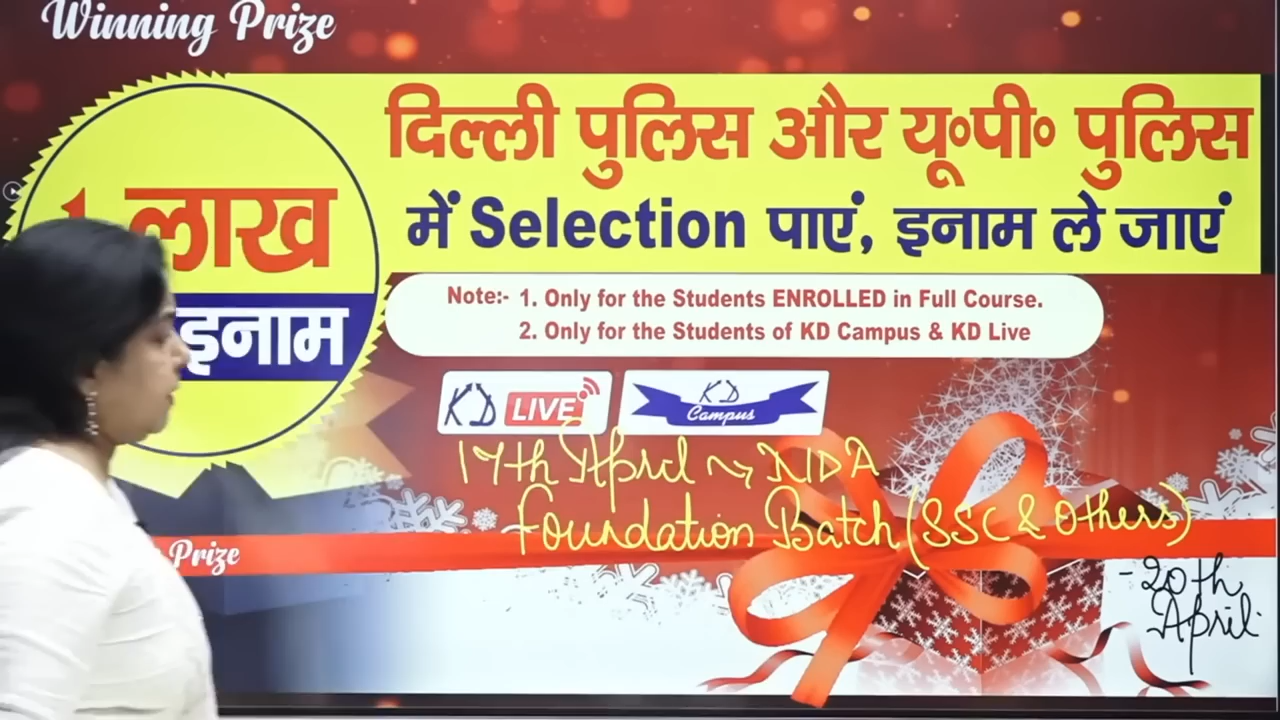 Winning Prize
दिल्ली पुलिस और यू॰पी॰ पुलिस
में Selection पाएं, इनाम ले जाएं
1 लाख
इनाम
Note:- 1. Only for the Students ENROLLED in Full Course.
2. Only for the Students of KD Campus & KD Live
KD LIVE
KD Campus
17th April → NDA
Foundation Batch (SSC & Others)
Prize
- 20th
April